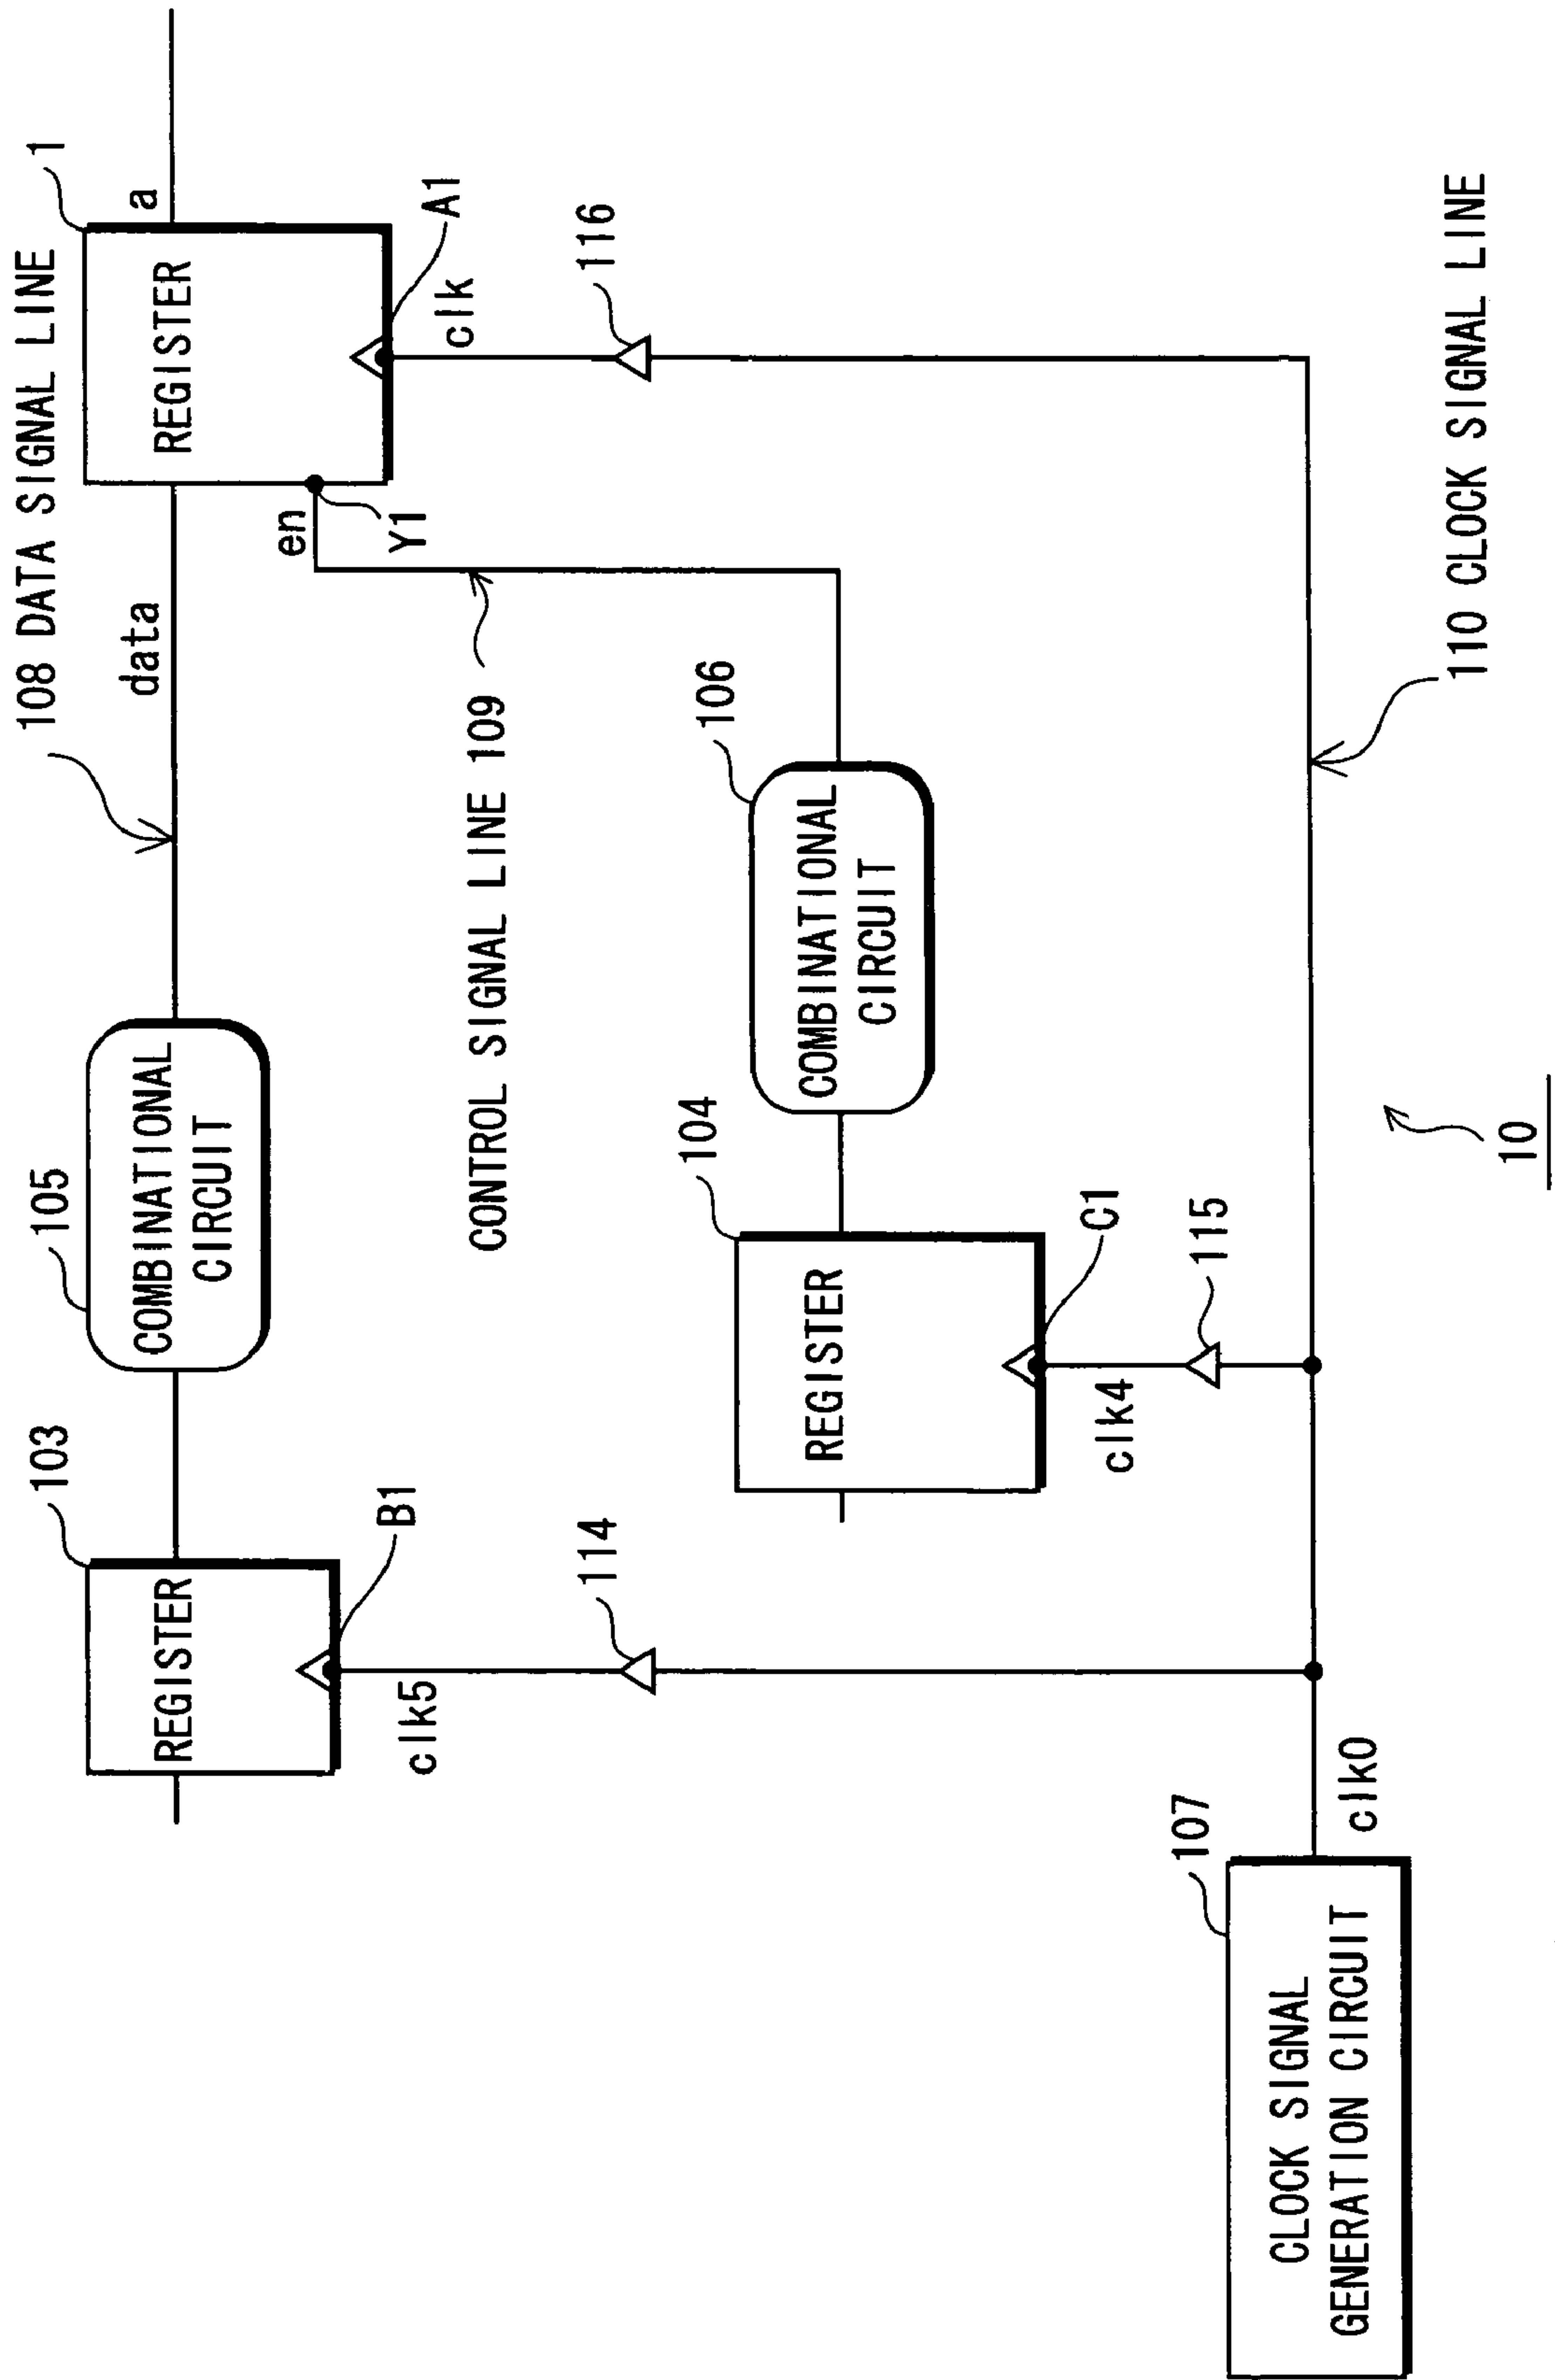 108 DATA SIGNAL LINE
1
103
105
REGISTER
COMBINATIONAL
CIRCUIT
data
REGISTER
a
B1
clk5
en
Y1
A1
clk
CONTROL SIGNAL LINE 109
114
116
104
106
REGISTER
COMBINATIONAL
CIRCUIT
C1
clk4
115
107
CLOCK SIGNAL
GENERATION CIRCUIT
clk0
110 CLOCK SIGNAL LINE
10